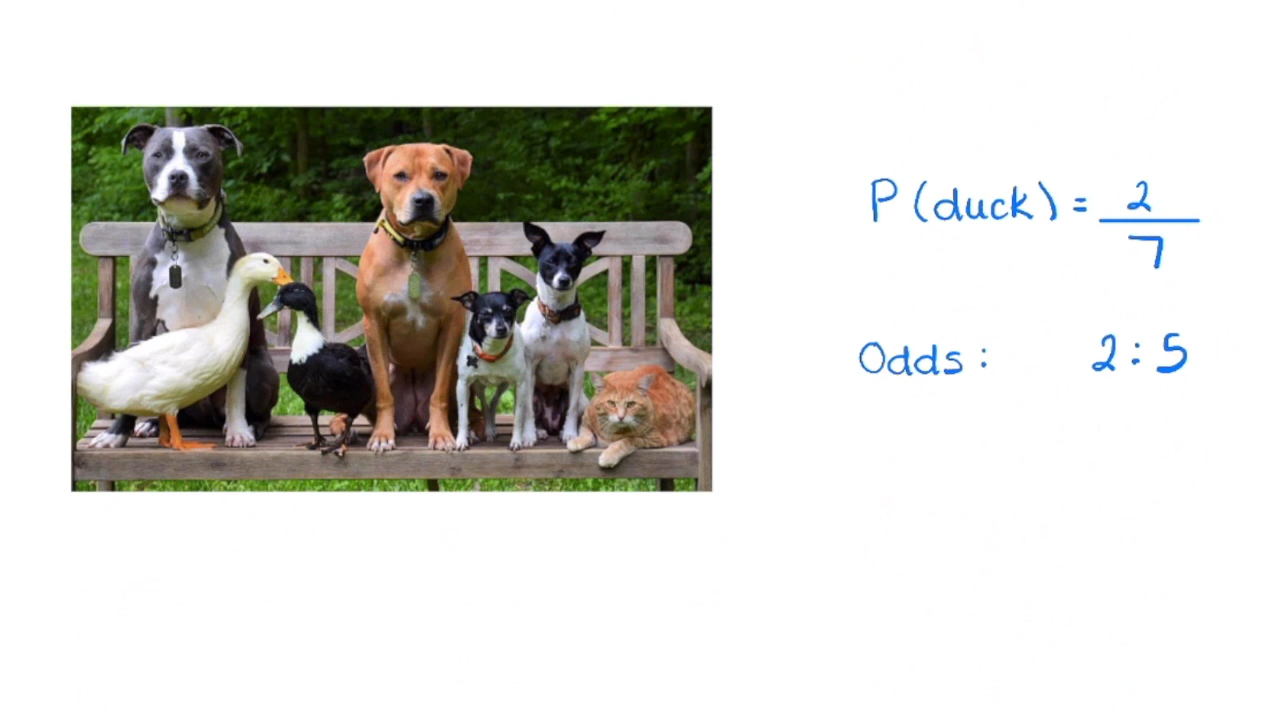 P (duck) = 2/7
Odds : 2 : 5